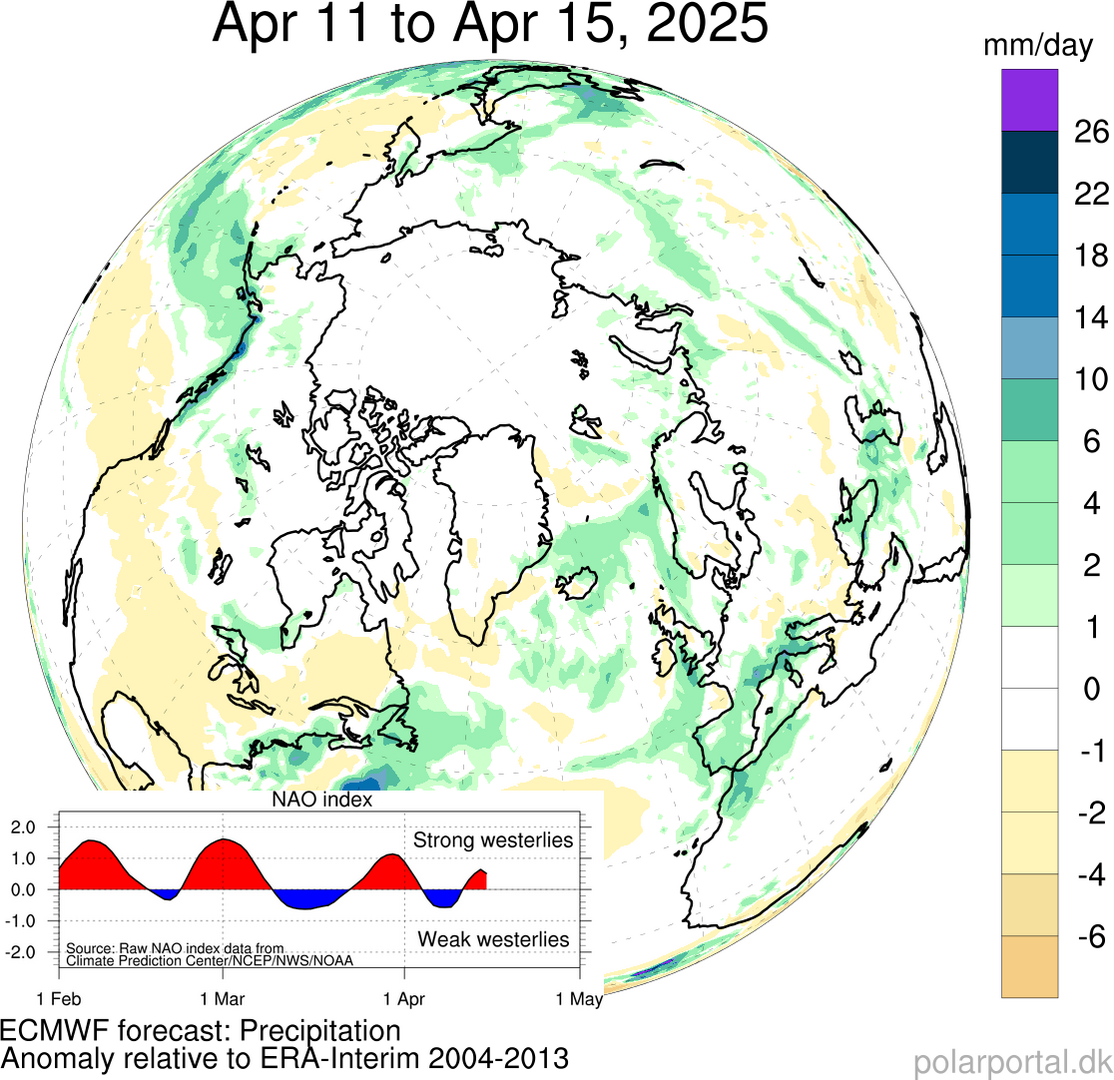 Apr 11 to Apr 15, 2025
mm/day
26
22
18
14
10
6
4
2
1
0
-1
-2
-4
-6
NAO index
2.0
1.0
0.0
-1.0
-2.0
Strong westerlies
Weak westerlies
Source: Raw NAO index data from
Climate Prediction Center/NCEP/NWS/NOAA
1 Feb
1 Mar
1 Apr
1 May
ECMWF forecast: Precipitation
Anomaly relative to ERA-Interim 2004-2013
polarportal.dk